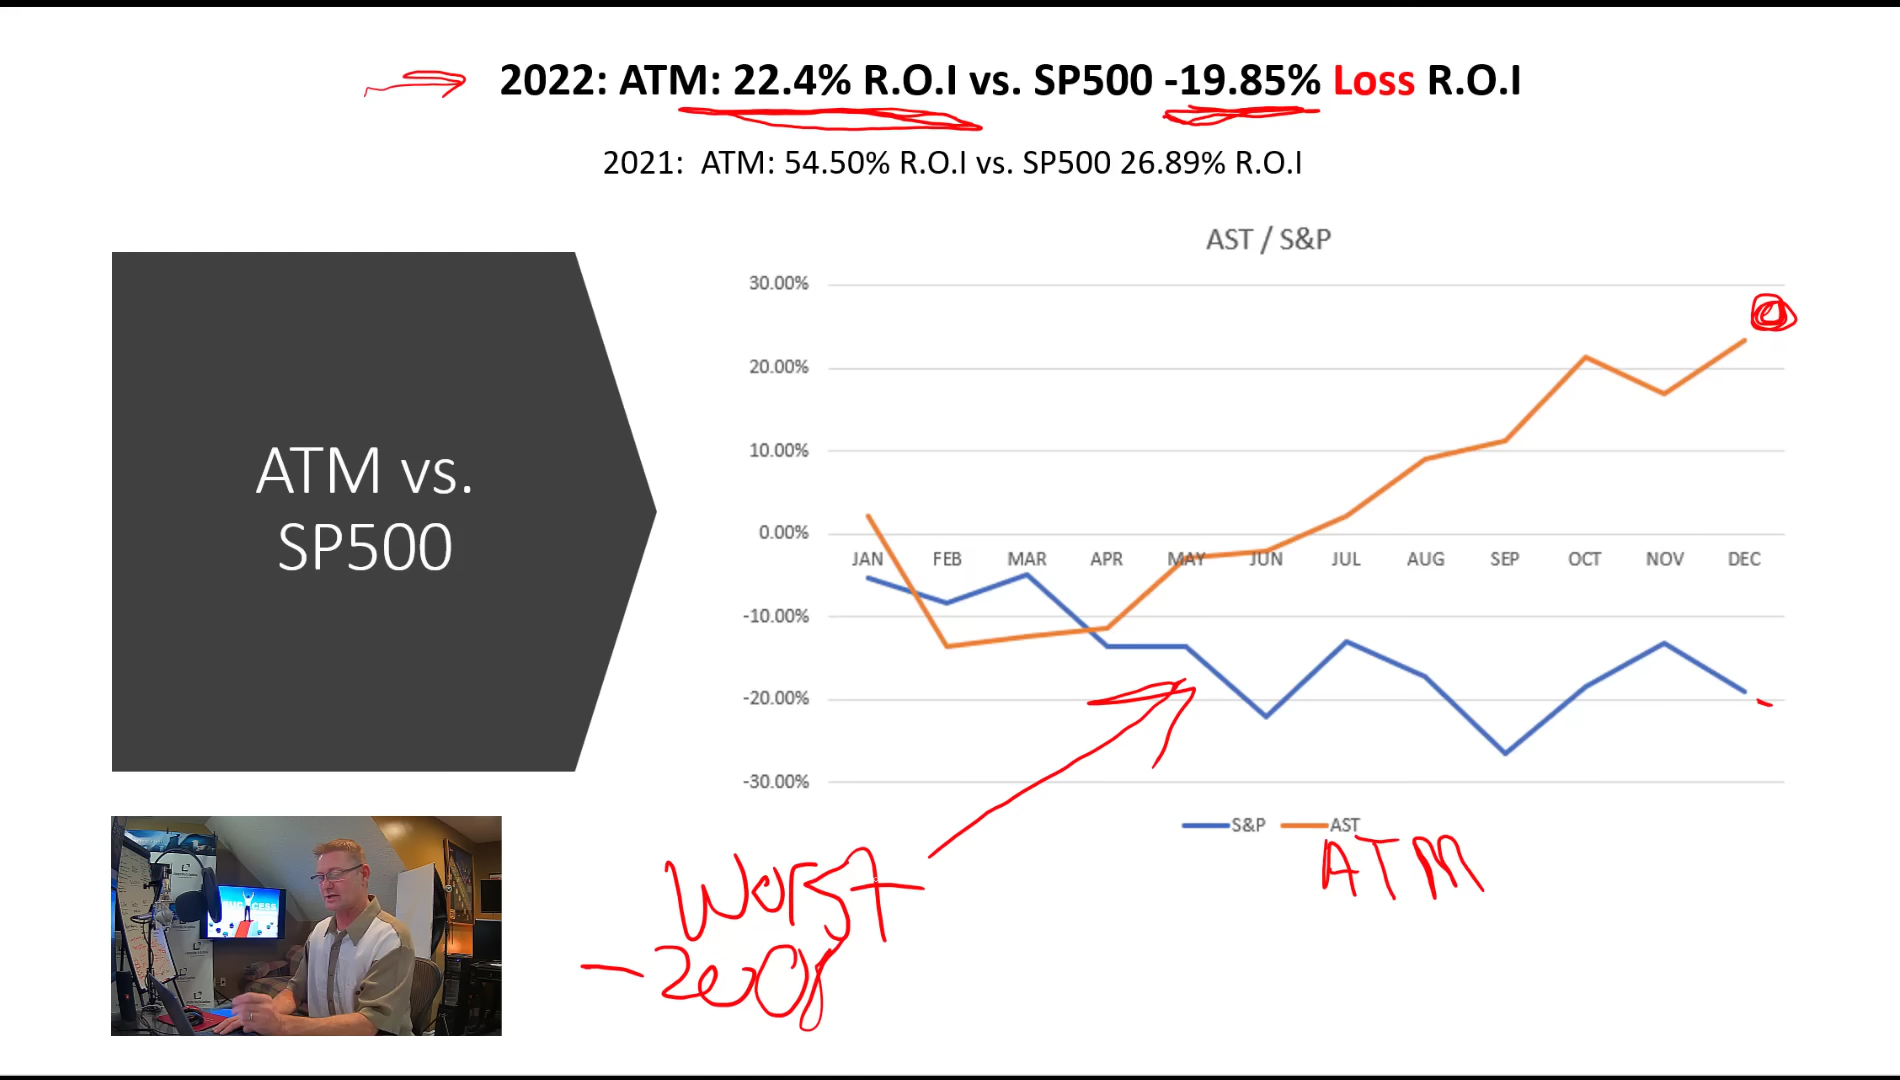 2022: ATM: 22.4% R.O.I vs. SP500 -19.85% Loss R.O.I
2021: ATM: 54.50% R.O.I vs. SP500 26.89% R.O.I
ATM vs.
SP500
AST / S&P
30.00%
20.00%
10.00%
0.00%
JAN FEB MAR APR MAY JUN JUL AUG SEP OCT NOV DEC
-10.00%
-20.00%
-30.00%
S&P AST
ATM
Worst
- 2008